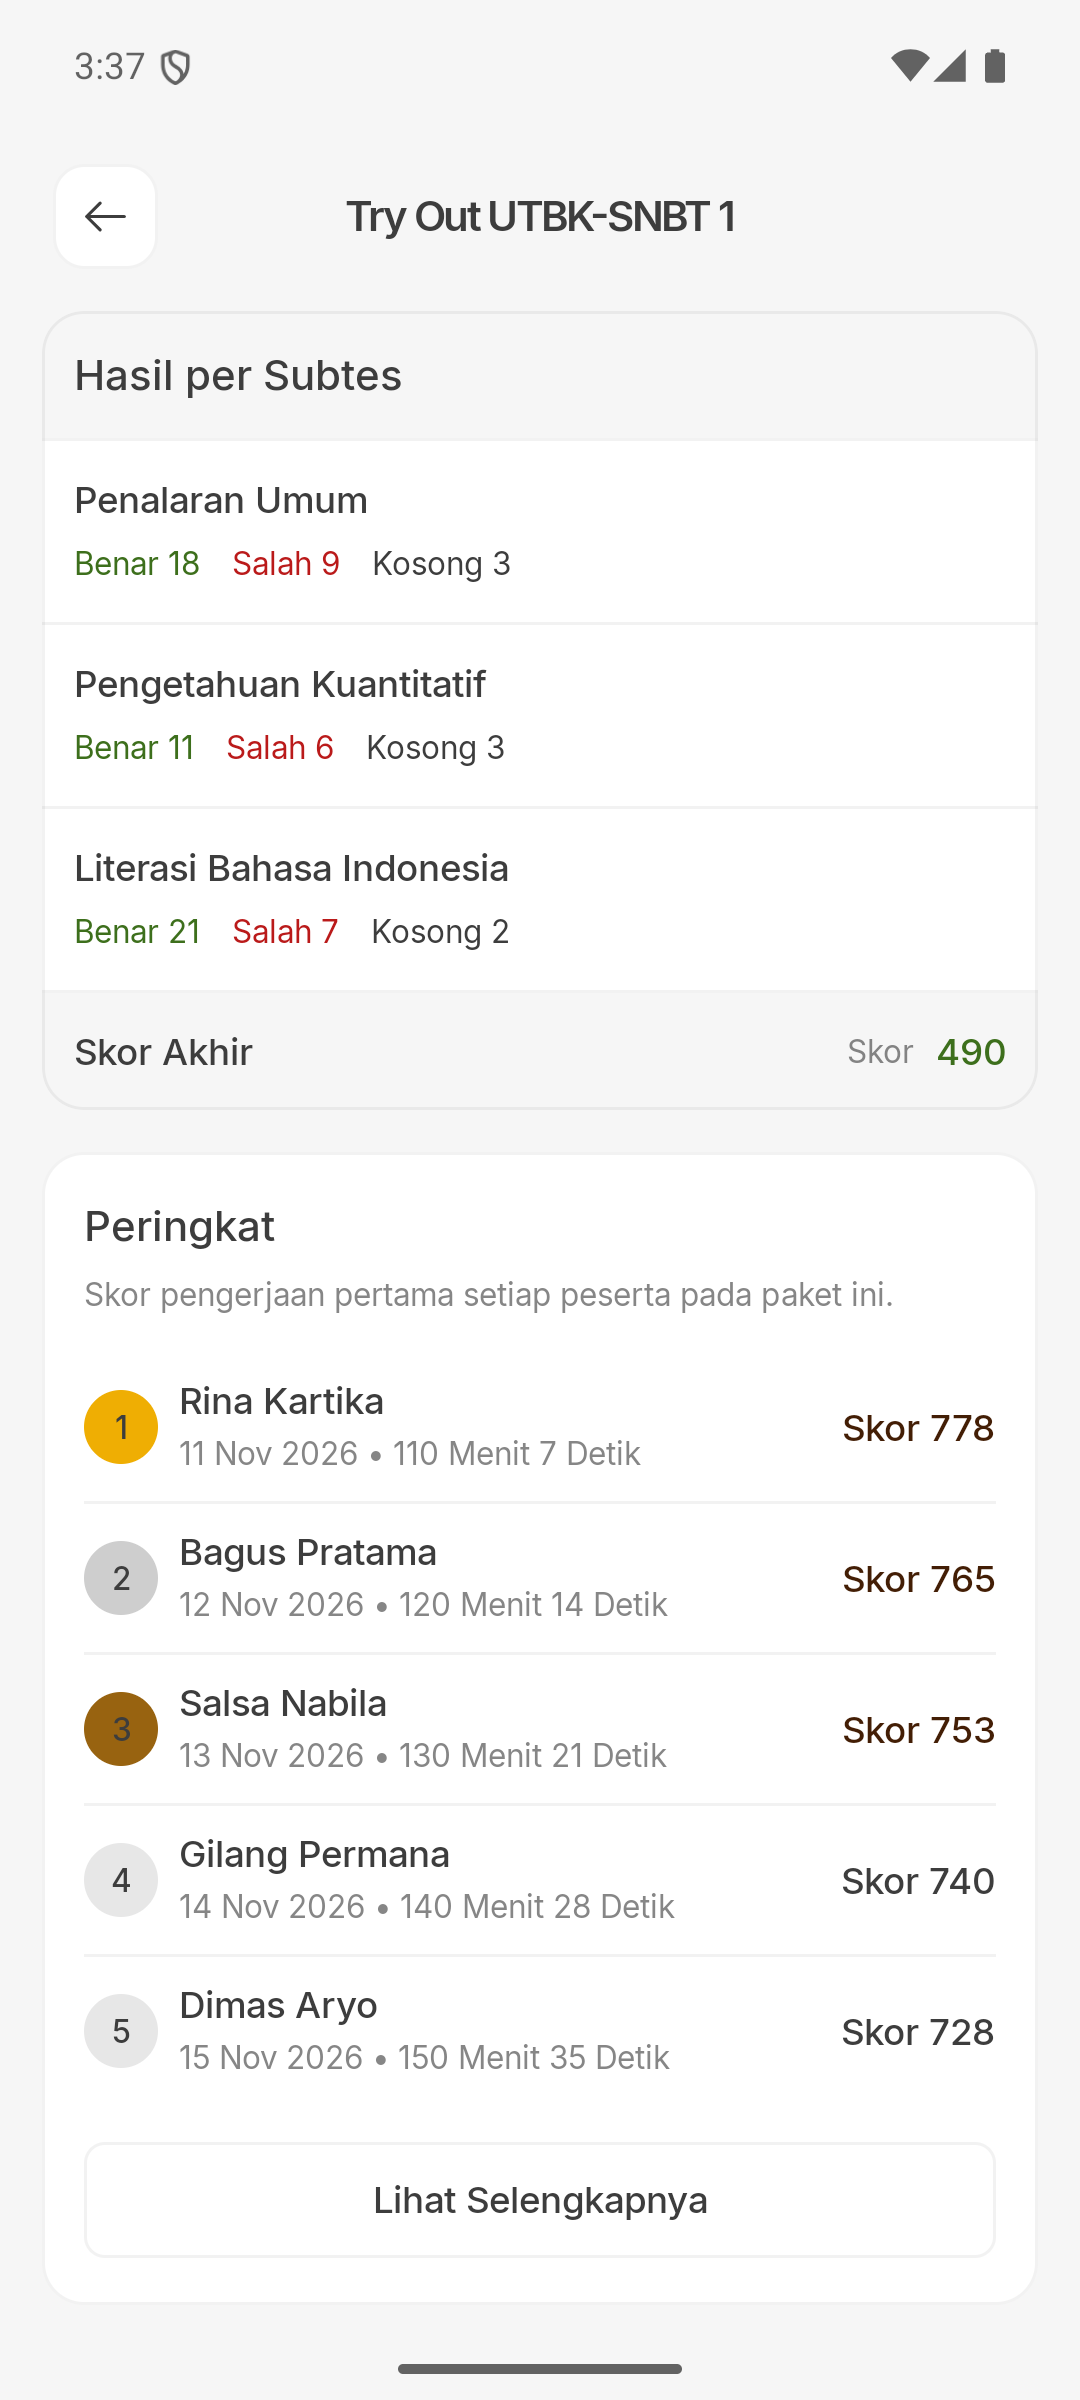 3:37
Try Out UTBK-SNBT 1
Hasil per Subtes
Penalaran Umum
Benar 18 Salah 9 Kosong 3
Pengetahuan Kuantitatif
Benar 11 Salah 6 Kosong 3
Literasi Bahasa Indonesia
Benar 21 Salah 7 Kosong 2
Skor Akhir Skor 490
Peringkat
Skor pengerjaan pertama setiap peserta pada paket ini.
1 Rina Kartika
11 Nov 2026 • 110 Menit 7 Detik
Skor 778
2 Bagus Pratama
12 Nov 2026 • 120 Menit 14 Detik
Skor 765
3 Salsa Nabila
13 Nov 2026 • 130 Menit 21 Detik
Skor 753
4 Gilang Permana
14 Nov 2026 • 140 Menit 28 Detik
Skor 740
5 Dimas Aryo
15 Nov 2026 • 150 Menit 35 Detik
Skor 728
Lihat Selengkapnya